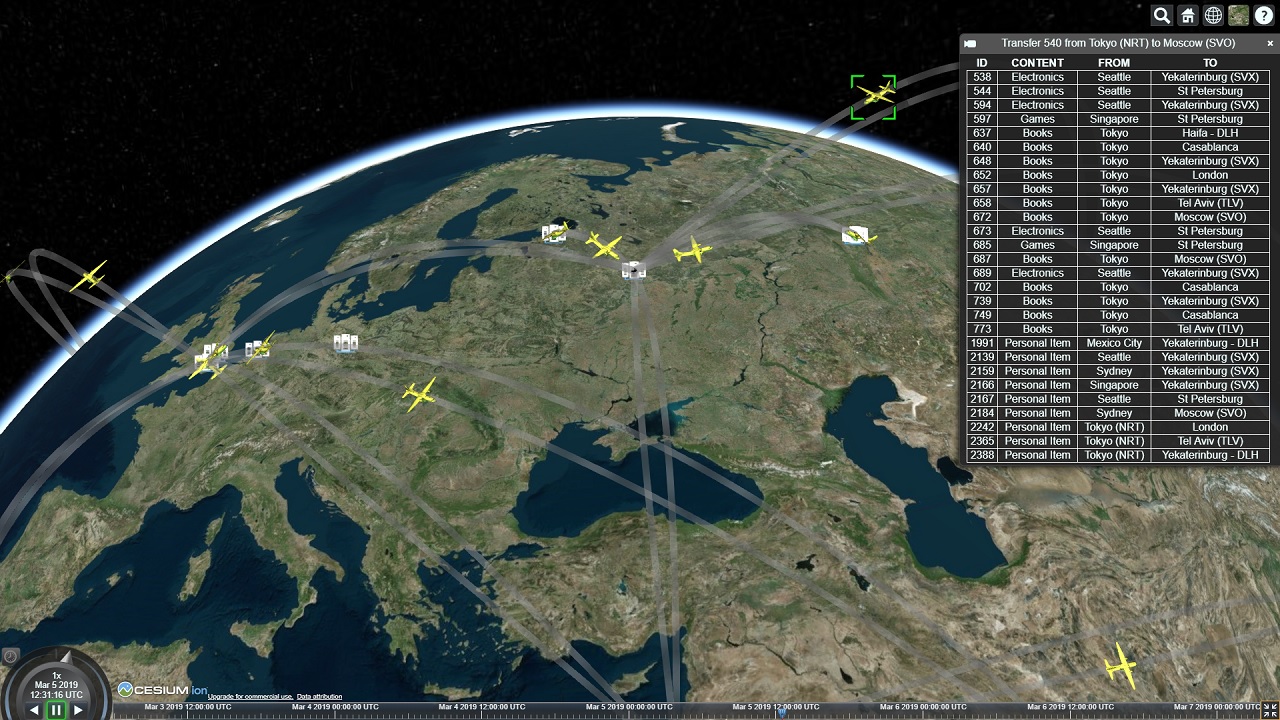 Transfer 540 from Tokyo (NRT) to Moscow (SVO)
ID CONTENT FROM TO
538 Electronics Seattle Yekaterinburg (SVX)
544 Electronics Seattle St Petersburg
594 Electronics Seattle Yekaterinburg (SVX)
597 Games Singapore St Petersburg
637 Books Tokyo Haifa - DLH
640 Books Tokyo Casablanca
648 Books Tokyo Yekaterinburg (SVX)
652 Books Tokyo London
657 Books Tokyo Yekaterinburg (SVX)
658 Books Tokyo Tel Aviv (TLV)
672 Books Tokyo Moscow (SVO)
673 Electronics Seattle St Petersburg
685 Games Singapore St Petersburg
687 Books Tokyo Moscow (SVO)
689 Electronics Seattle Yekaterinburg (SVX)
702 Books Tokyo Casablanca
739 Books Tokyo Yekaterinburg (SVX)
749 Books Tokyo Casablanca
773 Books Tokyo Tel Aviv (TLV)
1991 Personal Item Mexico City Yekaterinburg - DLH
2139 Personal Item Seattle Yekaterinburg (SVX)
2159 Personal Item Sydney Yekaterinburg (SVX)
2166 Personal Item Singapore Yekaterinburg (SVX)
2167 Personal Item Seattle St Petersburg
2184 Personal Item Sydney Moscow (SVO)
2242 Personal Item Tokyo (NRT) London
2365 Personal Item Tokyo (NRT) Tel Aviv (TLV)
2388 Personal Item Tokyo (NRT) Yekaterinburg - DLH
1x
Mar 5 2019
12:31:16 UTC
CESIUM ion Upgrade for commercial use. Data attribution
Mar 3 2019 12:00:00 UTC Mar 4 2019 00:00:00 UTC Mar 4 2019 12:00:00 UTC Mar 5 2019 00:00:00 UTC Mar 5 2019 12:00:00 UTC Mar 6 2019 00:00:00 UTC Mar 6 2019 12:00:00 UTC Mar 7 2019 00:00:00 UTC